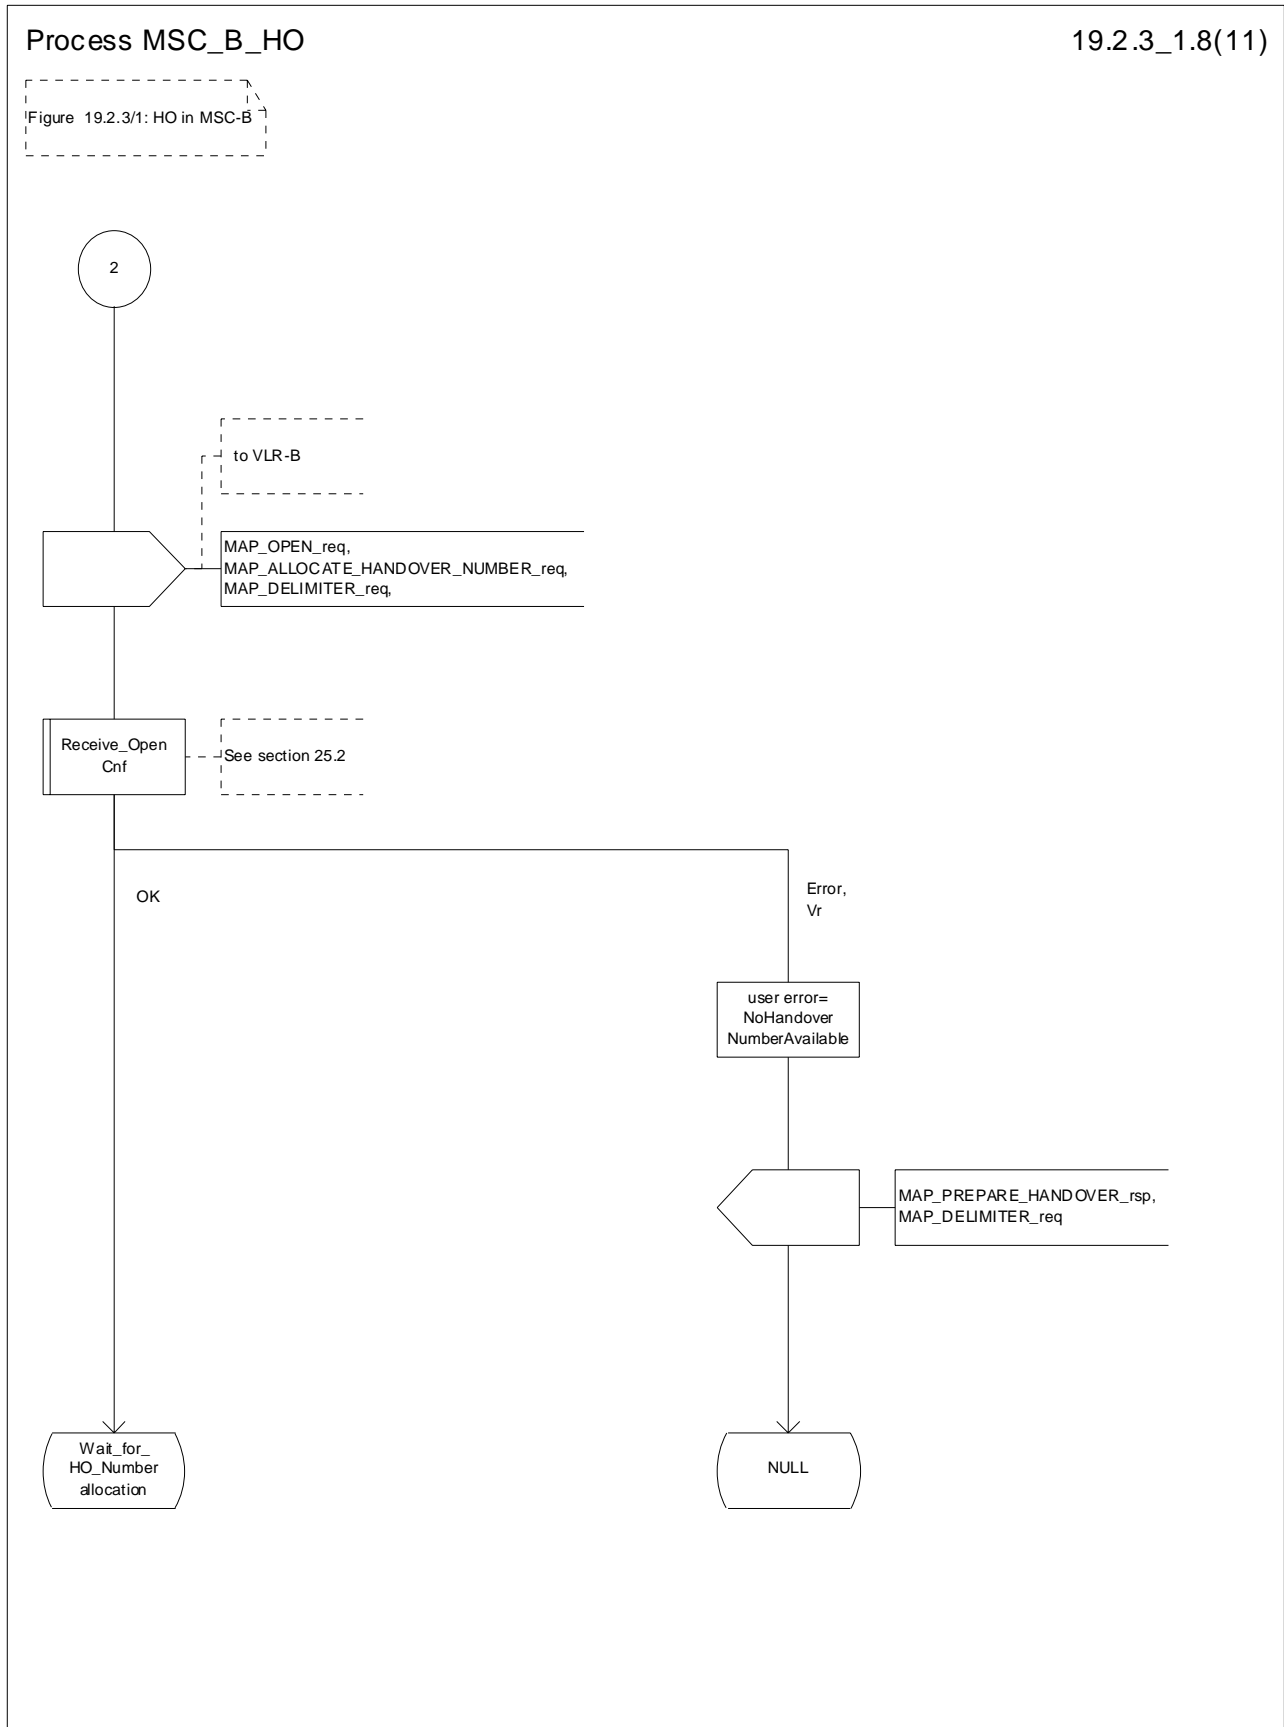 Process MSC_B_HO
19.2.3_1.8(11)
Figure 19.2.3/1: HO in MSC-B
2
to VLR-B
MAP_OPEN_req,
MAP_ALLOCATE_HANDOVER_NUMBER_req,
MAP_DELIMITER_req,
Receive_Open
Cnf
See section 25.2
OK
Error,
Vr
user error=
NoHandover
NumberAvailable
MAP_PREPARE_HANDOVER_rsp,
MAP_DELIMITER_req
Wait_for_
HO_Number
allocation
NULL